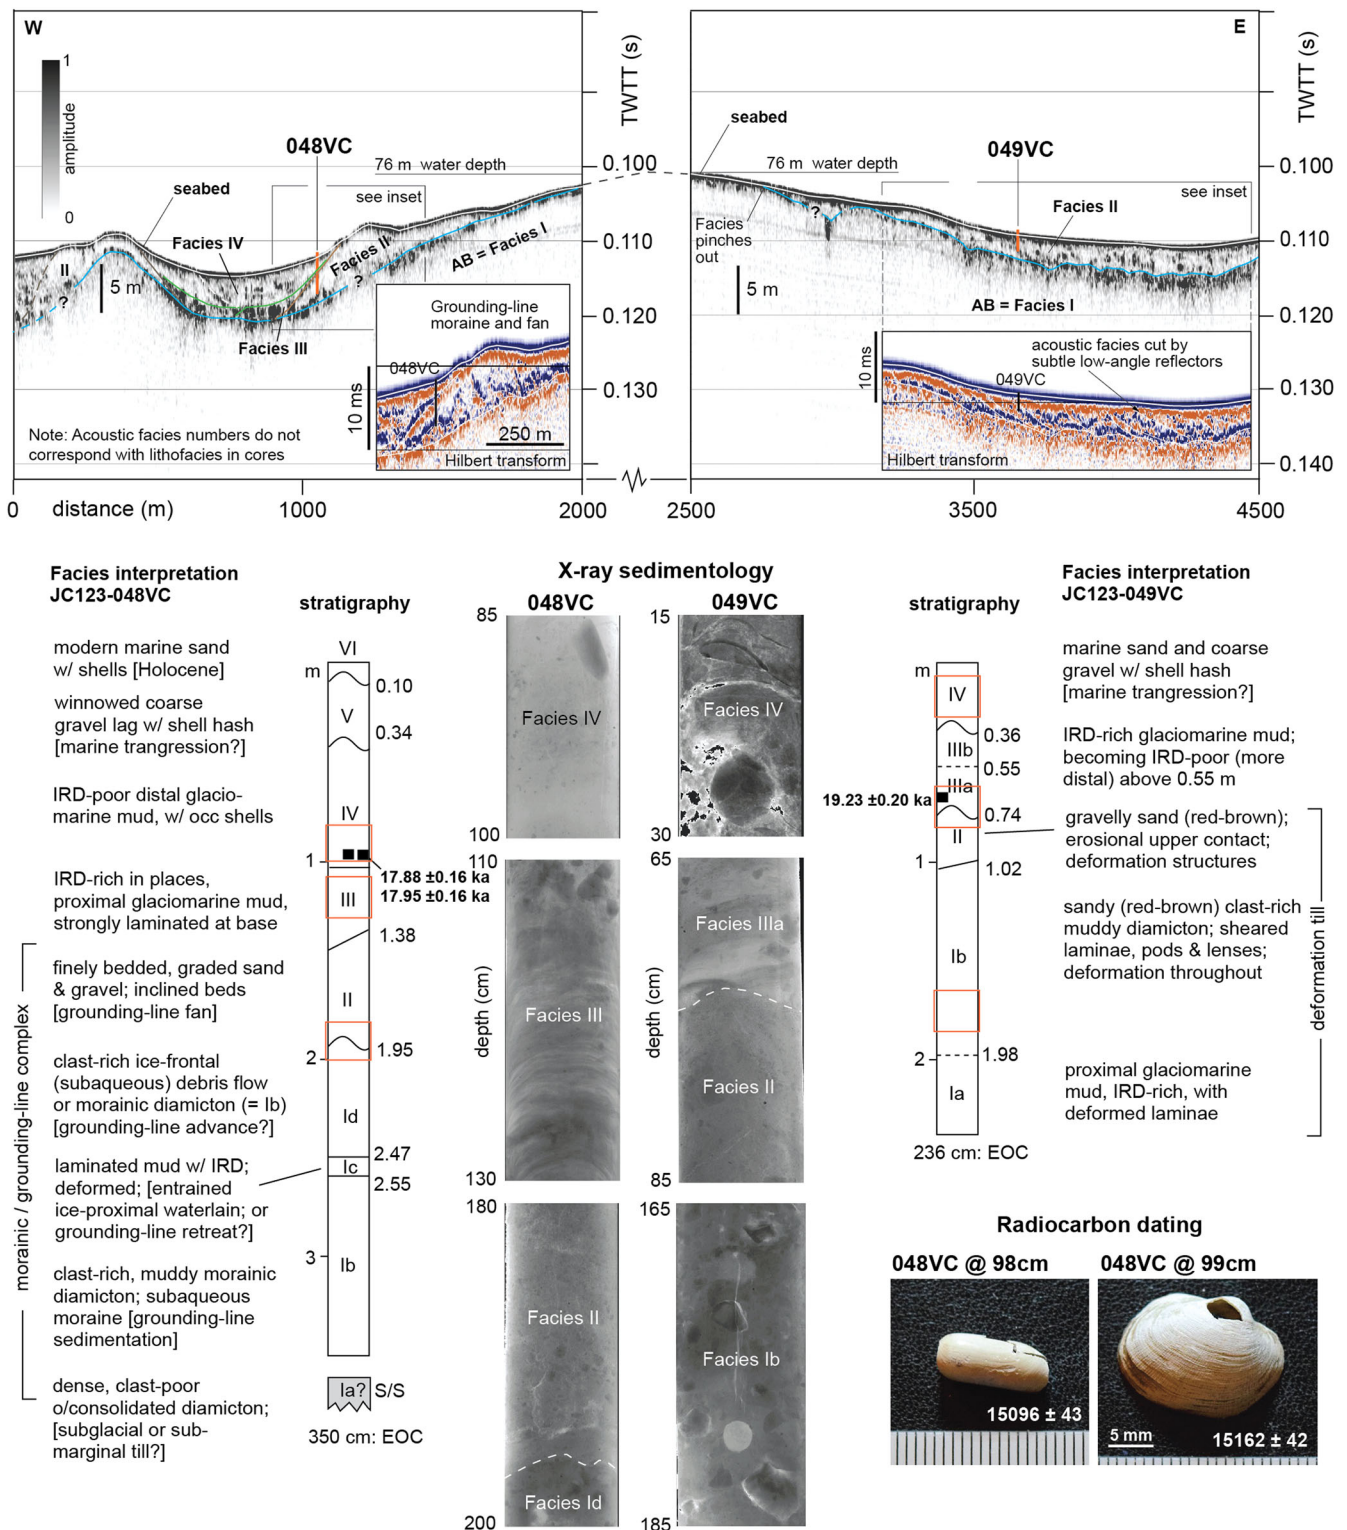 W
1
amplitude
0
seabed
Facies IV
048VC
76 m  water depth
see inset
II
?
5 m
Facies III
Facies II
?
AB = Facies I
Grounding-line
moraine and fan
048VC
10 ms
250 m
Hilbert transform
Note: Acoustic facies numbers do not
correspond with lithofacies in cores
TWTT (s)
0.100
0.110
0.120
0.130
0
distance (m)
1000
2000
E
TWTT (s)
seabed
76 m  water depth
049VC
see inset
Facies II
?
Facies
pinches
out
5 m
AB = Facies I
acoustic facies cut by
subtle low-angle reflectors
049VC
10 ms
Hilbert transform
0.100
0.110
0.120
0.130
0.140
2500
3500
4500
Facies interpretation
JC123-048VC
stratigraphy
modern marine sand
w/ shells [Holocene]
winnowed coarse
gravel lag w/ shell hash
[marine trangression?]
IRD-poor distal glacio-
marine mud, w/ occ shells
IRD-rich in places,
proximal glaciomarine mud,
strongly laminated at base
finely bedded, graded sand
& gravel; inclined beds
[grounding-line fan]
clast-rich ice-frontal
(subaqueous) debris flow
or morainic diamicton (= Ib)
[grounding-line advance?]
laminated mud w/ IRD;
deformed; [entrained
ice-proximal waterlain; or
grounding-line retreat?]
clast-rich, muddy morainic
diamicton; subaqueous
moraine [grounding-line
sedimentation]
dense, clast-poor
o/consolidated diamicton;
[subglacial or sub-
marginal till?]
morainic / grounding-line complex
VI
m
0.10
V
0.34
IV
1
17.88 ±0.16 ka
17.95 ±0.16 ka
III
1.38
II
2
1.95
Id
2.47
Ic
2.55
3
Ib
Ia?
S/S
350 cm: EOC
X-ray sedimentology
048VC
049VC
85
Facies IV
100
110
Facies III
depth (cm)
130
180
Facies II
Facies Id
200
15
Facies IV
30
65
Facies IIIa
depth (cm)
Facies II
85
165
Facies Ib
185
stratigraphy
m
IV
0.36
IIIb
0.55
IIIa
19.23 ±0.20 ka
0.74
II
1
1.02
Ib
2
1.98
Ia
236 cm: EOC
Facies interpretation
JC123-049VC
marine sand and coarse
gravel w/ shell hash
[marine trangression?]
IRD-rich glaciomarine mud;
becoming IRD-poor (more
distal) above 0.55 m
gravelly sand (red-brown);
erosional upper contact;
deformation structures
sandy (red-brown) clast-rich
muddy diamicton; sheared
laminae, pods & lenses;
deformation throughout
proximal glaciomarine
mud, IRD-rich, with
deformed laminae
deformation till
Radiocarbon dating
048VC @ 98cm
048VC @ 99cm
15096 ± 43
5 mm
15162 ± 42